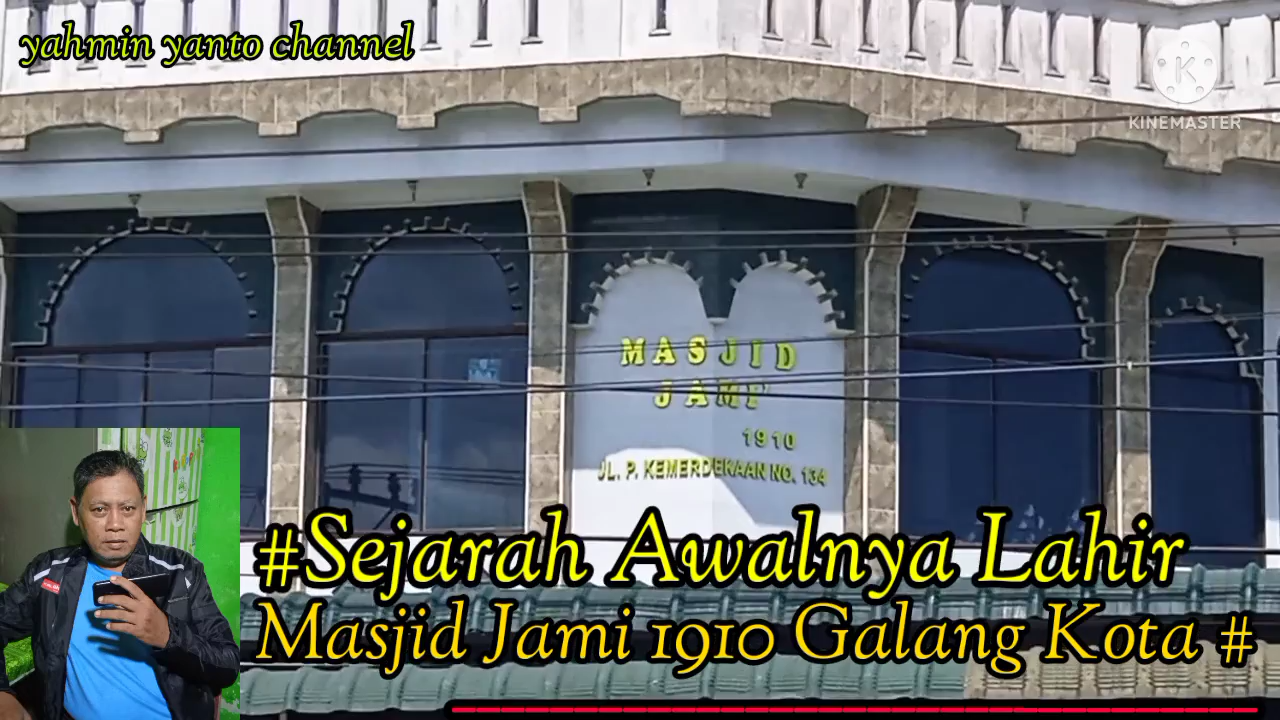 yahmin yanto channel
K
KINEMASTER
MASJID
JAMI'
1910
JL. P. KEMERDEKAAN NO. 134
#Sejarah Awalnya Lahir
Masjid Jami 1910 Galang Kota #